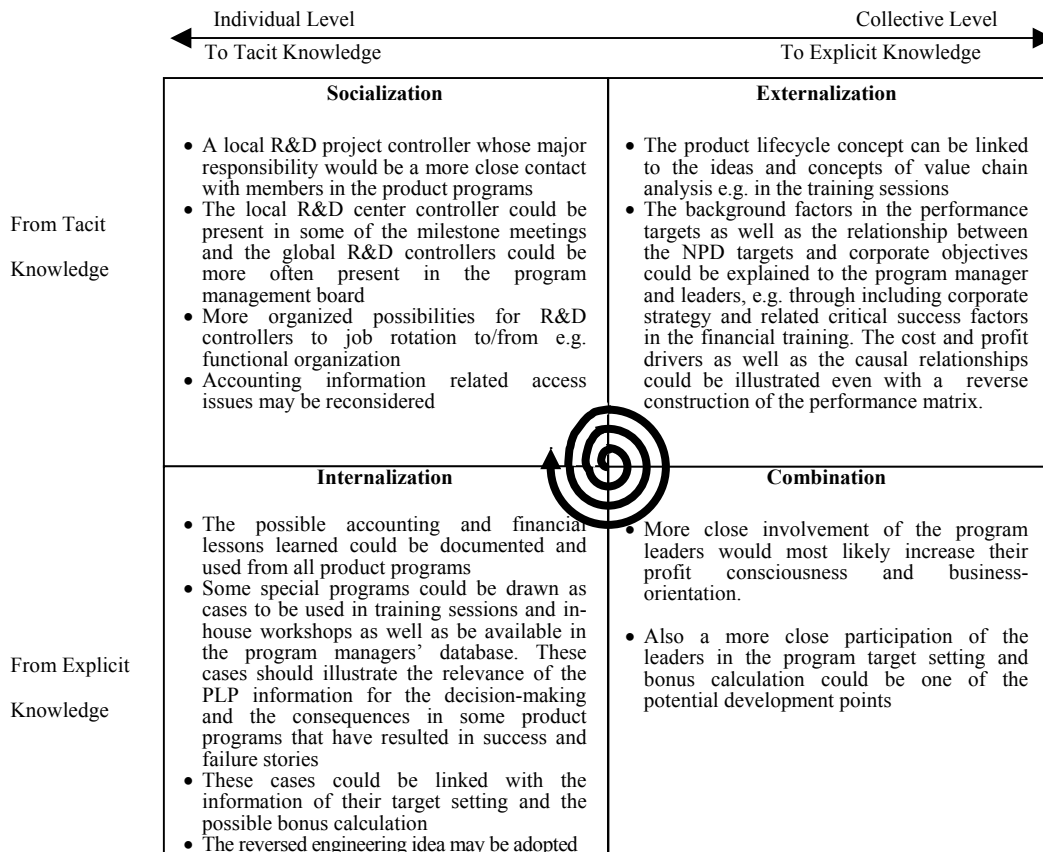 Individual Level
Collective Level
To Tacit Knowledge
To Explicit Knowledge
From Tacit
Knowledge
Socialization
• A local R&D project controller whose major
responsibility would be a more close contact
with members in the product programs
• The local R&D center controller could be
present in some of the milestone meetings
and the global R&D controllers could be
more often present in the program
management board
• More organized possibilities for R&D
controllers to job rotation to/from e.g.
functional organization
• Accounting information related access
issues may be reconsidered
Externalization
• The product lifecycle concept can be linked
to the ideas and concepts of value chain
analysis e.g. in the training sessions
• The background factors in the performance
targets as well as the relationship between
the NPD targets and corporate objectives
could be explained to the program manager
and leaders, e.g. through including corporate
strategy and related critical success factors
in the financial training. The cost and profit
drivers as well as the causal relationships
could be illustrated even with a reverse
construction of the performance matrix.
From Explicit
Knowledge
Internalization
• The possible accounting and financial
lessons learned could be documented and
used from all product programs
• Some special programs could be drawn as
cases to be used in training sessions and in-
house workshops as well as be available in
the program managers' database. These
cases should illustrate the relevance of the
PLP information for the decision-making
and the consequences in some product
programs that have resulted in success and
failure stories
• These cases could be linked with the
information of their target setting and the
possible bonus calculation
• The reversed engineering idea may be adopted
Combination
• More close involvement of the program
leaders would most likely increase their
profit consciousness and business-
orientation.
• Also a more close participation of the
leaders in the program target setting and
bonus calculation could be one of the
potential development points